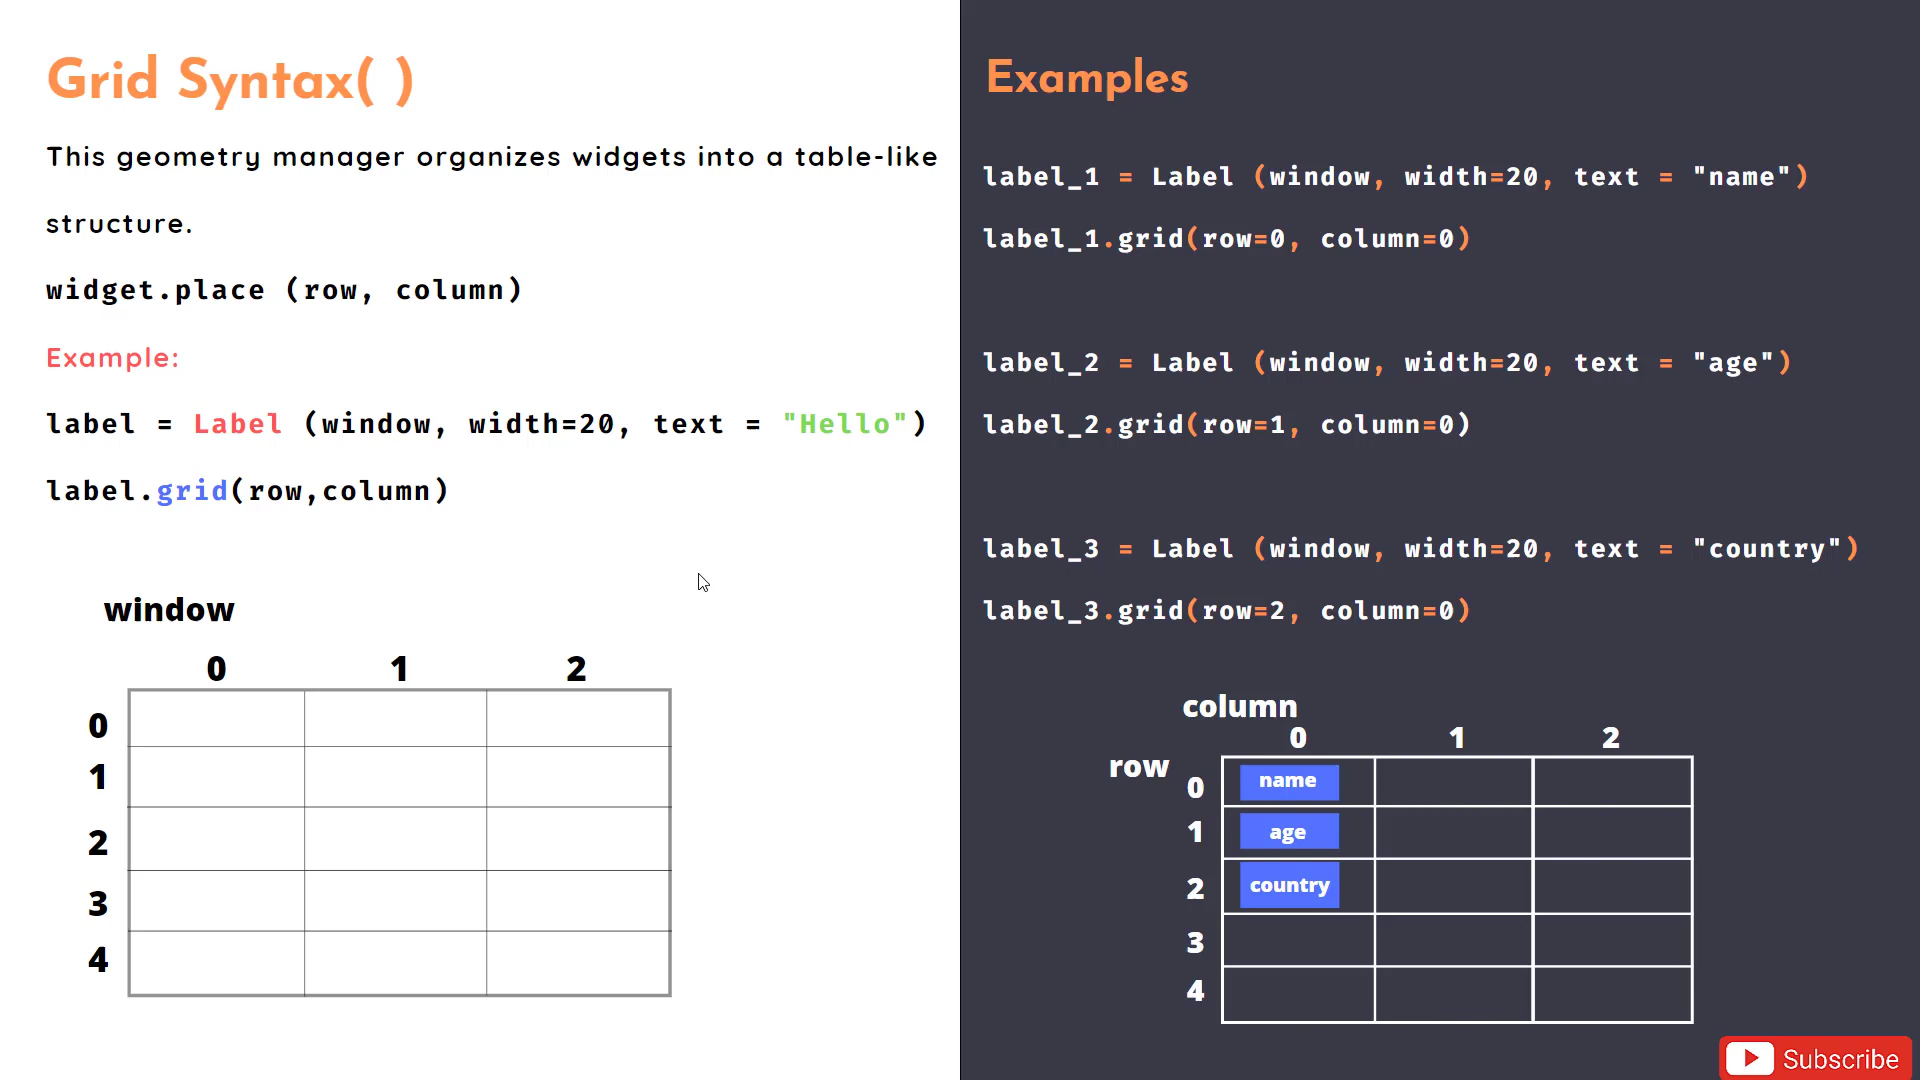 Grid Syntax( )
This geometry manager organizes widgets into a table-like
structure.
widget.place (row, column)
Example:
label = Label (window, width=20, text = "Hello")
label.grid(row,column)
window
0 1 2
0
1
2
3
4
Examples
label_1 = Label (window, width=20, text = "name")
label_1.grid(row=0, column=0)
label_2 = Label (window, width=20, text = "age")
label_2.grid(row=1, column=0)
label_3 = Label (window, width=20, text = "country")
label_3.grid(row=2, column=0)
column
0 1 2
row
0 name
1 age
2 country
3
4
Subscribe